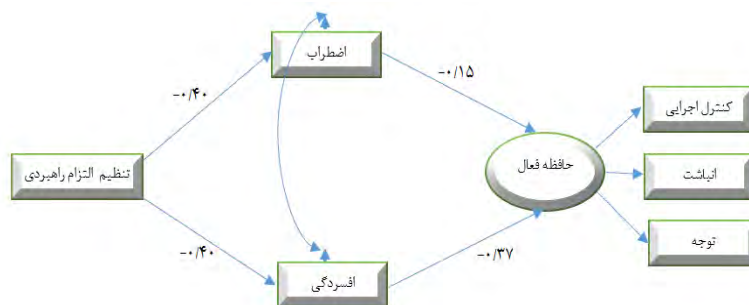 اضطراب
-۰/۴۰
-۰/۱۵
کنترل اجرایی
تنظیم التزام راهبردی
حافظه فعال
انباشت
توجه
-۰/۴۰
-۰/۳۷
افسردگی